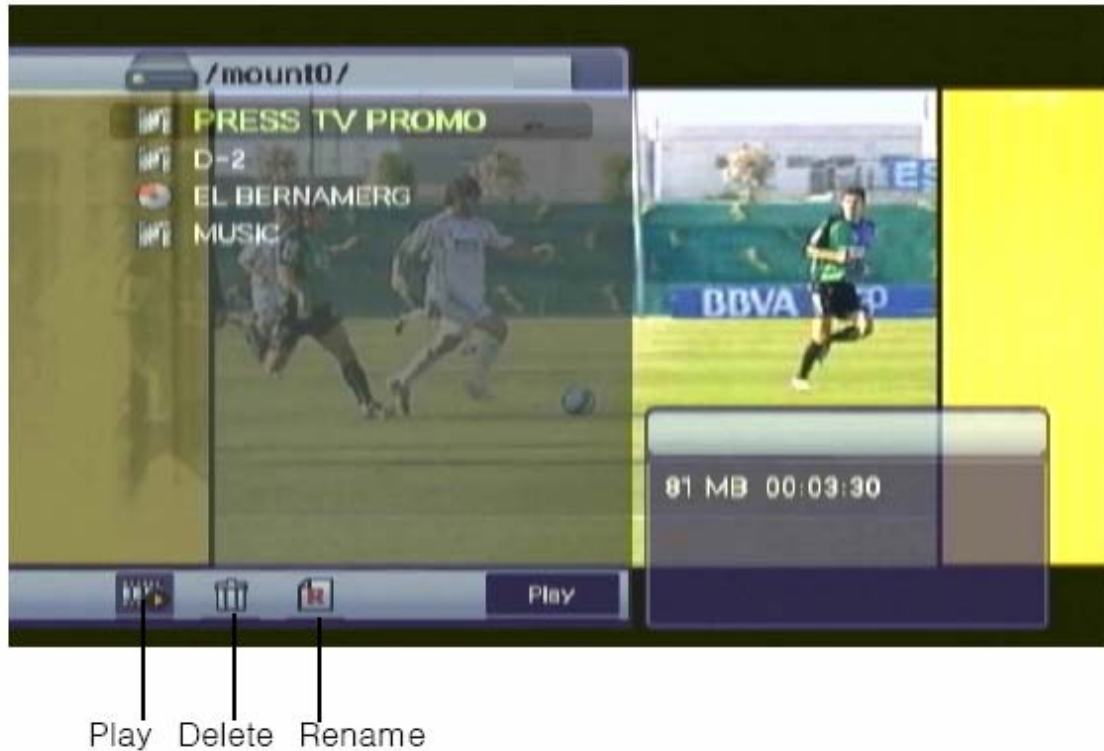 /mount0/
PRESS TV PROMO
D-2
EL BERNAMERG
MUSIC
BBVA
81 MB 00:03:30
R
Play
Play Delete Rename